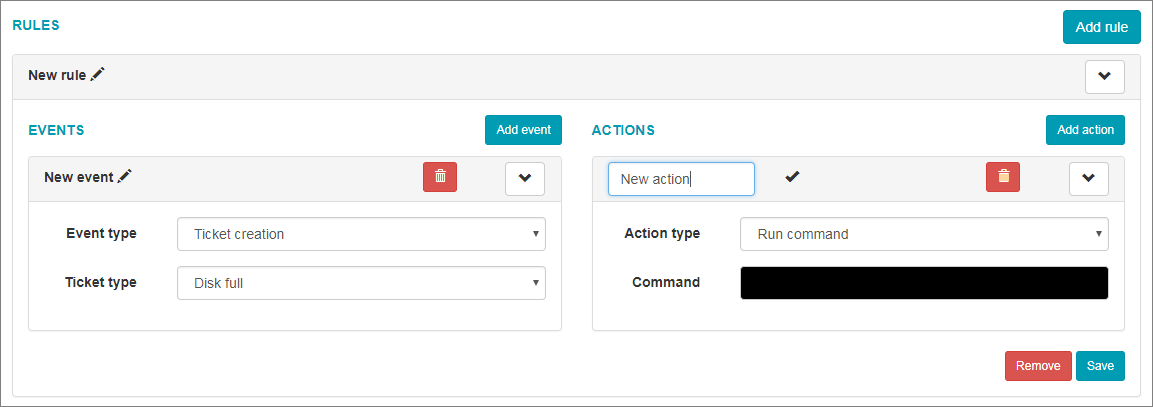 RULES
Add rule
New rule
EVENTS
Add event
ACTIONS
Add action
New event
New action
Event type
Ticket creation
Action type
Run command
Ticket type
Disk full
Command
Remove
Save